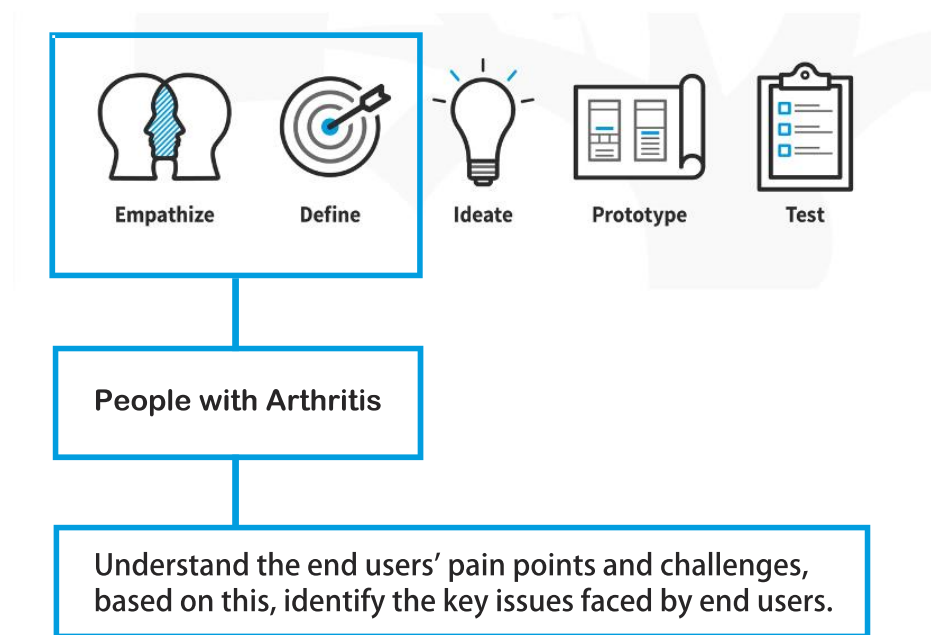 Empathize
Define
Ideate
Prototype
Test
People with Arthritis
Understand the end users’ pain points and challenges,
based on this, identify the key issues faced by end users.